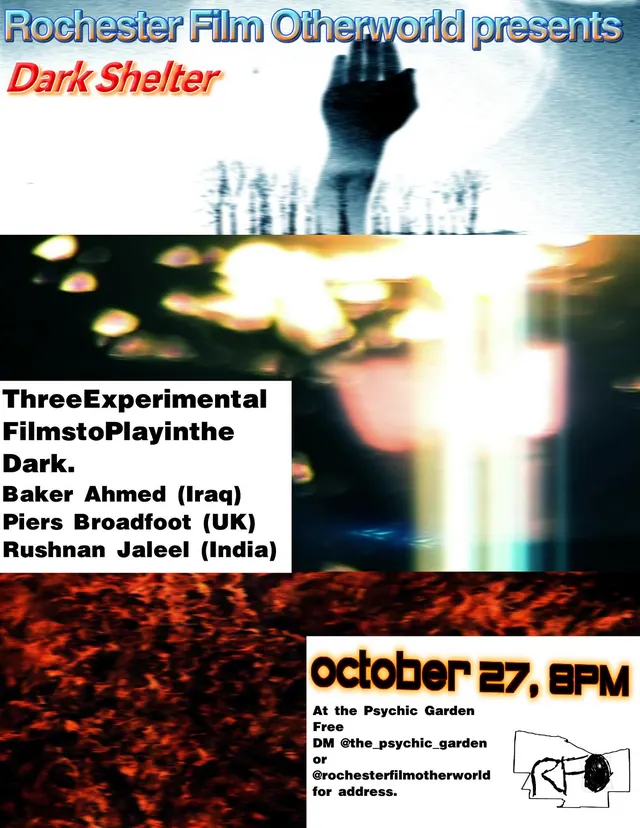 Rochester Film Otherworld presents
Dark Shelter
ThreeExperimental
FilmstoPlayinthe
Dark.
Baker Ahmed (Iraq)
Piers Broadfoot (UK)
Rushnan Jaleel (India)
october 27, 8PM
At the Psychic Garden
Free
DM @the_psychic_garden
or
@rochesterfilmotherworld
for address.
RFO